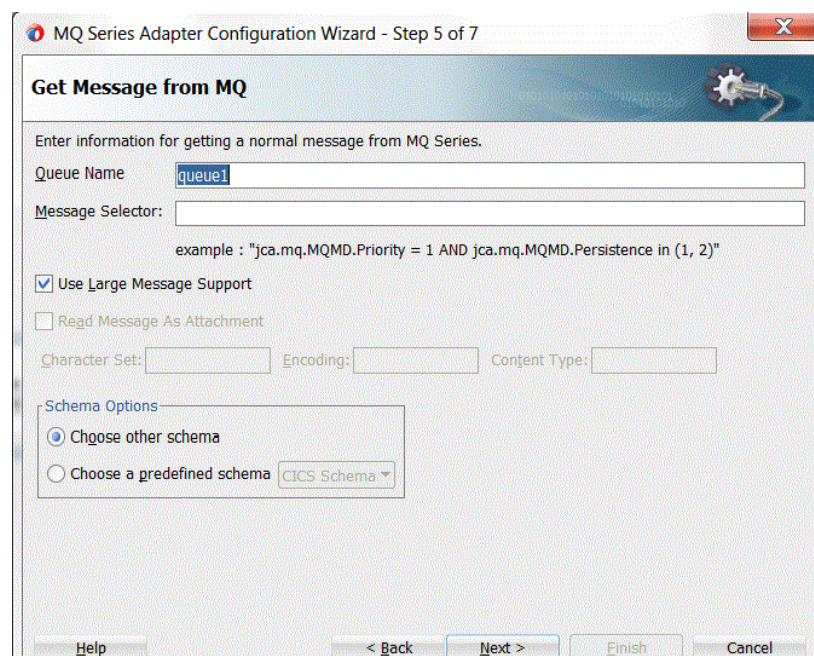 MQ Series Adapter Configuration Wizard - Step 5 of 7
Get Message from MQ
Enter information for getting a normal message from MQ Series.
Queue Name queue1
Message Selector:
example : "jca.mq.MQMD.Priority = 1 AND jca.mq.MQMD.Persistence in (1, 2)"
Use Large Message Support
Read Message As Attachment
Character Set: Encoding: Content Type:
Schema Options
Choose other schema
Choose a predefined schema CICS Schema
Help < Back Next > Finish Cancel